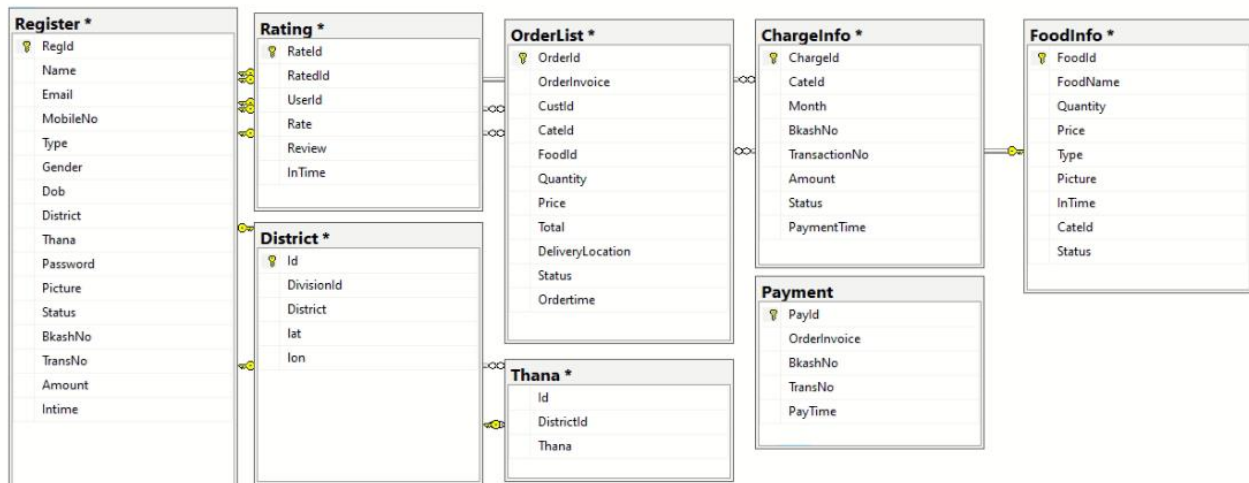 Register *
RegId
Name
Email
MobileNo
Type
Gender
Dob
District
Thana
Password
Picture
Status
BkashNo
TransNo
Amount
Intime
Rating *
RateId
RatedId
UserId
Rate
Review
InTime
District *
Id
DivisionId
District
lat
lon
OrderList *
OrderId
OrderInvoice
CustId
CateId
FoodId
Quantity
Price
Total
DeliveryLocation
Status
Ordertime
Thana *
Id
DistrictId
Thana
ChargeInfo *
ChargeId
CateId
Month
BkashNo
TransactionNo
Amount
Status
PaymentTime
Payment
PayId
OrderInvoice
BkashNo
TransNo
PayTime
FoodInfo *
FoodId
FoodName
Quantity
Price
Type
Picture
InTime
CateId
Status